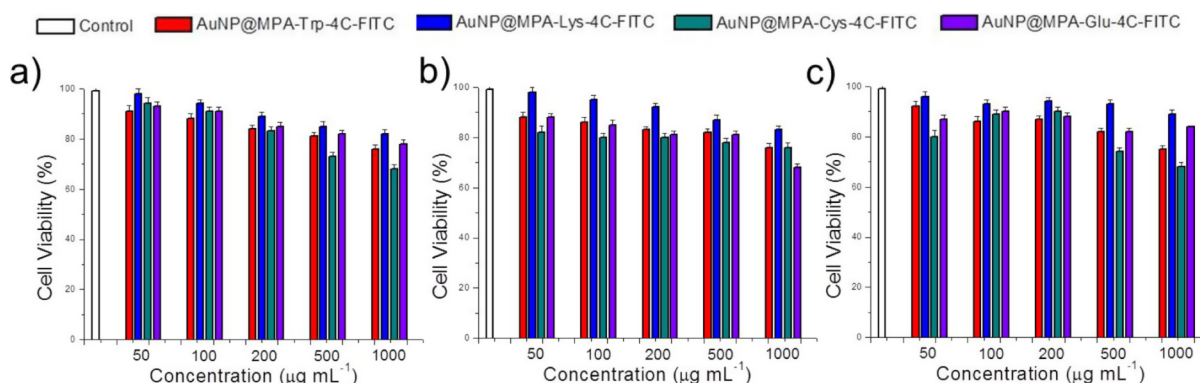 Control AuNP@MPA-Trp-4C-FITC AuNP@MPA-Lys-4C-FITC AuNP@MPA-Cys-4C-FITC AuNP@MPA-Glu-4C-FITC
a)
Cell Viability (%)
100
80
60
40
20
0
50 100 200 500 1000
Concentration (μg mL⁻¹)
b)
Cell Viability (%)
100
80
60
40
20
0
50 100 200 500 1000
Concentration (μg mL⁻¹)
c)
Cell Viability (%)
100
80
60
40
20
0
50 100 200 500 1000
Concentration (μg mL⁻¹)